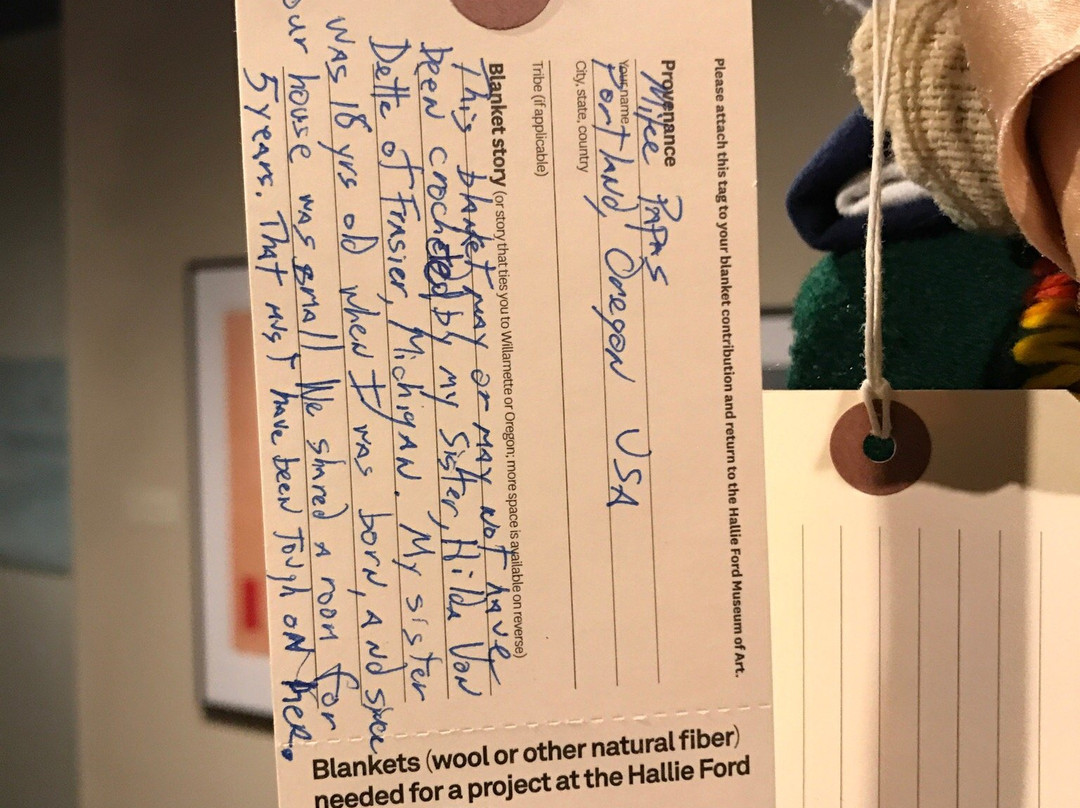 Please attach this tag to your blanket contribution and return to the Hallie Ford Museum of Art.
Provenance
Mike Papas
Your name
Portland, Oregon USA
City, state, country
Tribe (if applicable)
Blanket story (or story that ties you to Willamette or Oregon; more space is available on reverse)
This blanket may or may not have
been crocheted by my sister, Hilda Van
Dette of Frasier, Michigan. My sister
was 18 yrs old when I was born, and since
our house was small we shared a room for
5 years. That must have been tough on her.
Blankets (wool or other natural fiber)
needed for a project at the Hallie Ford